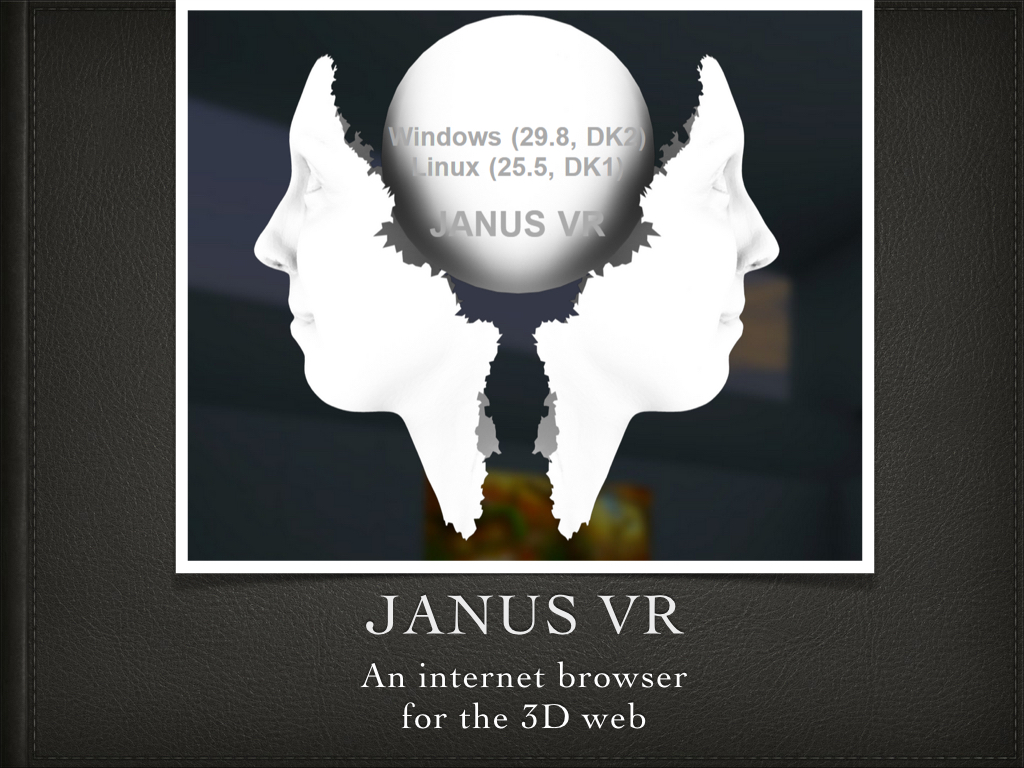 Windows (29.8, DK2)
Linux (25.5, DK1)
JANUS VR
JANUS VR
An internet browser
for the 3D web